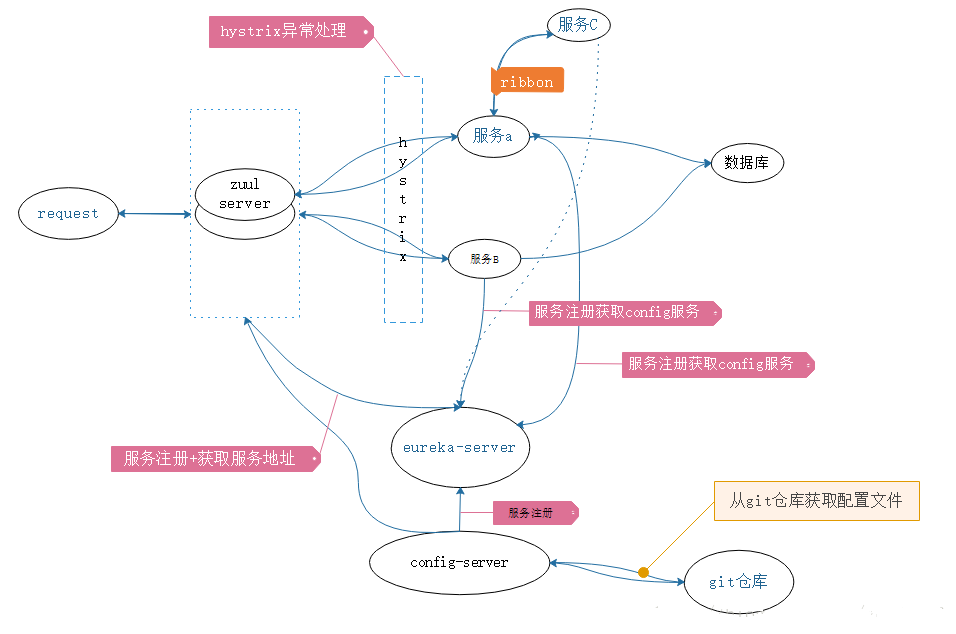 hystrix异常处理
服务C
ribbon
hystrix
服务a
数据库
zuul
server
request
服务B
服务注册获取config服务
服务注册获取config服务
eureka-server
服务注册+获取服务地址
从git仓库获取配置文件
服务注册
config-server
git仓库